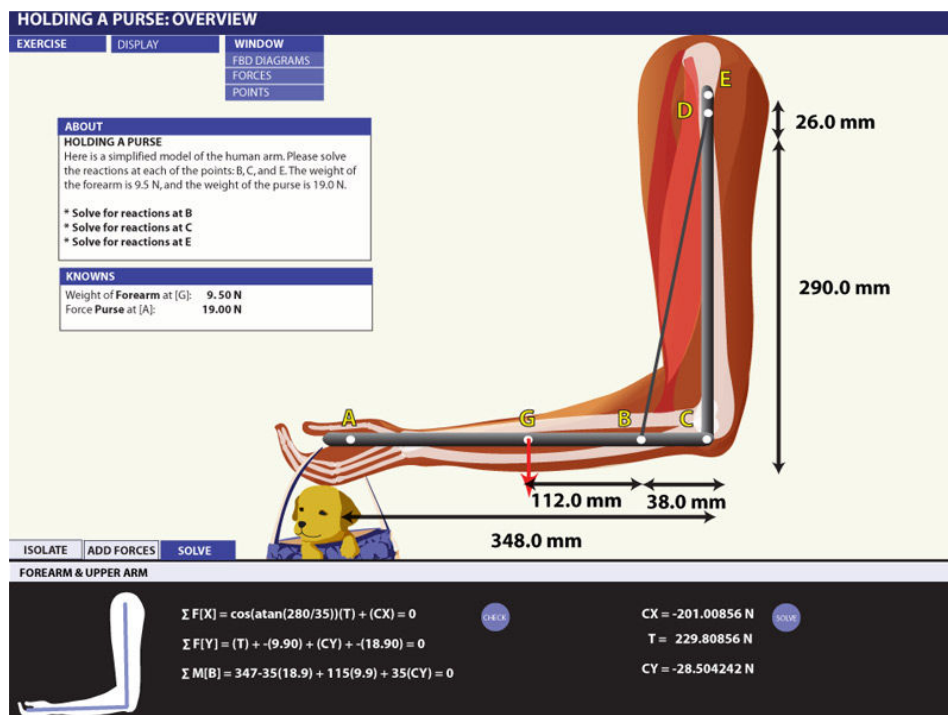 HOLDING A PURSE: OVERVIEW
EXERCISE
DISPLAY
WINDOW
FBD DIAGRAMS
FORCES
POINTS
ABOUT
HOLDING A PURSE
Here is a simplified model of the human arm. Please solve
the reactions at each of the points: B, C, and E. The weight of
the forearm is 9.5 N, and the weight of the purse is 19.0 N.
* Solve for reactions at B
* Solve for reactions at C
* Solve for reactions at E
KNOWNS
Weight of Forearm at [G]: 9.50 N
Force Purse at [A]: 19.00 N
E
D
26.0 mm
290.0 mm
A
G
B
C
112.0 mm
38.0 mm
348.0 mm
ISOLATE
ADD FORCES
SOLVE
FOREARM & UPPER ARM
Σ F[X] = cos(atan(280/35))(T) + (CX) = 0
Σ F[Y] = (T) + -(9.90) + (CY) + -(18.90) = 0
Σ M[B] = 347-35(18.9) + 115(9.9) + 35(CY) = 0
CHECK
CX = -201.00856 N
T = 229.80856 N
CY = -28.504242 N
SOLVE